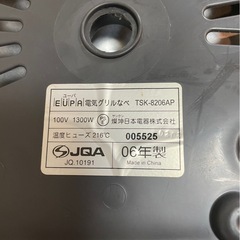 ユーパ
EUPA 電気グリルなべ TSK-8206AP
100V 1300W 燦坤日本電器株式会社
温度ヒューズ 216℃ 005525
JQA 06年製
JQ.10191
Made in China